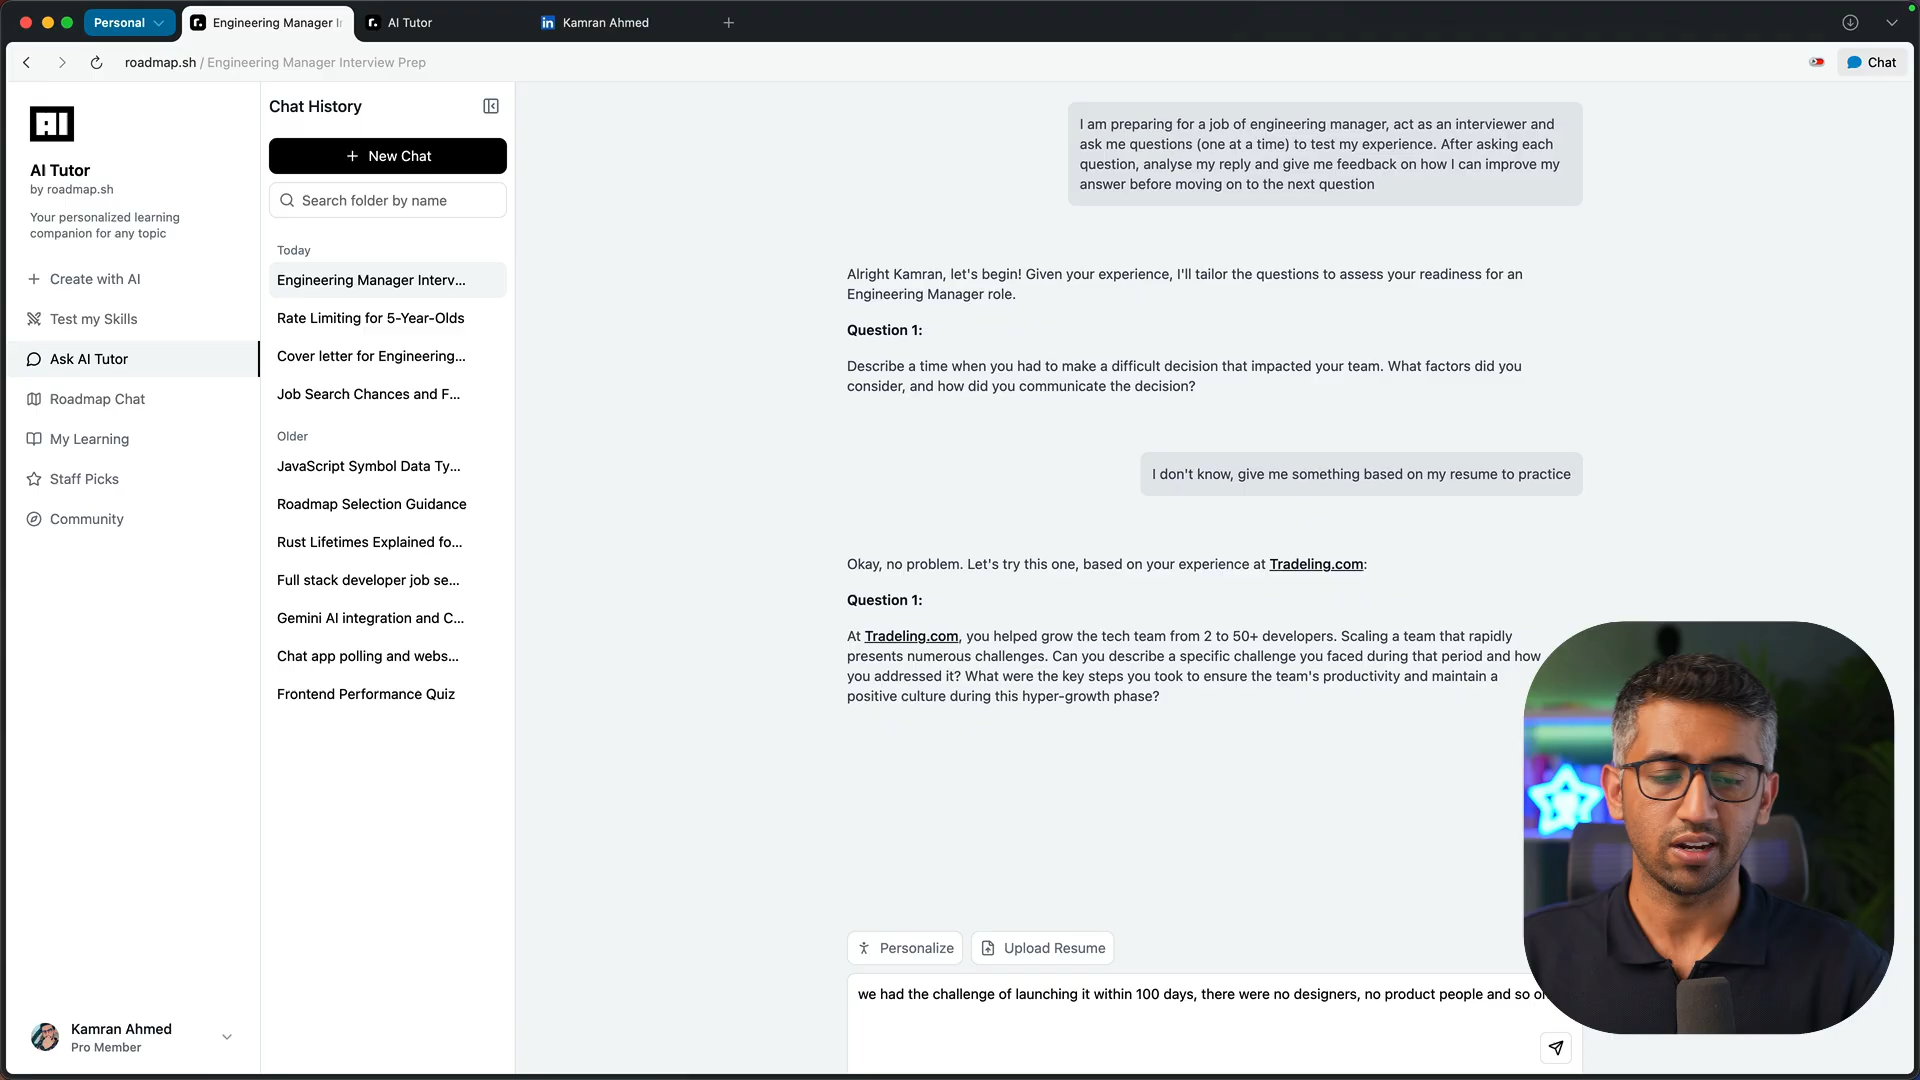 Personal
Engineering Manager Ir
AI Tutor
Kamran Ahmed
roadmap.sh / Engineering Manager Interview Prep
Chat
AI
AI Tutor
by roadmap.sh
Your personalized learning
companion for any topic
Create with AI
Test my Skills
Ask AI Tutor
Roadmap Chat
My Learning
Staff Picks
Community
Kamran Ahmed
Pro Member
Chat History
New Chat
Search folder by name
Today
Engineering Manager Interv...
Rate Limiting for 5-Year-Olds
Cover letter for Engineering...
Job Search Chances and F...
Older
JavaScript Symbol Data Ty...
Roadmap Selection Guidance
Rust Lifetimes Explained fo...
Full stack developer job se...
Gemini AI integration and C...
Chat app polling and webs...
Frontend Performance Quiz
I am preparing for a job of engineering manager, act as an interviewer and
ask me questions (one at a time) to test my experience. After asking each
question, analyse my reply and give me feedback on how I can improve my
answer before moving on to the next question
Alright Kamran, let's begin! Given your experience, I'll tailor the questions to assess your readiness for an
Engineering Manager role.
Question 1:
Describe a time when you had to make a difficult decision that impacted your team. What factors did you
consider, and how did you communicate the decision?
I don't know, give me something based on my resume to practice
Okay, no problem. Let's try this one, based on your experience at Tradeling.com:
Question 1:
At Tradeling.com, you helped grow the tech team from 2 to 50+ developers. Scaling a team that rapidly
presents numerous challenges. Can you describe a specific challenge you faced during that period and how
you addressed it? What were the key steps you took to ensure the team's productivity and maintain a
positive culture during this hyper-growth phase?
Personalize
Upload Resume
we had the challenge of launching it within 100 days, there were no designers, no product people and so